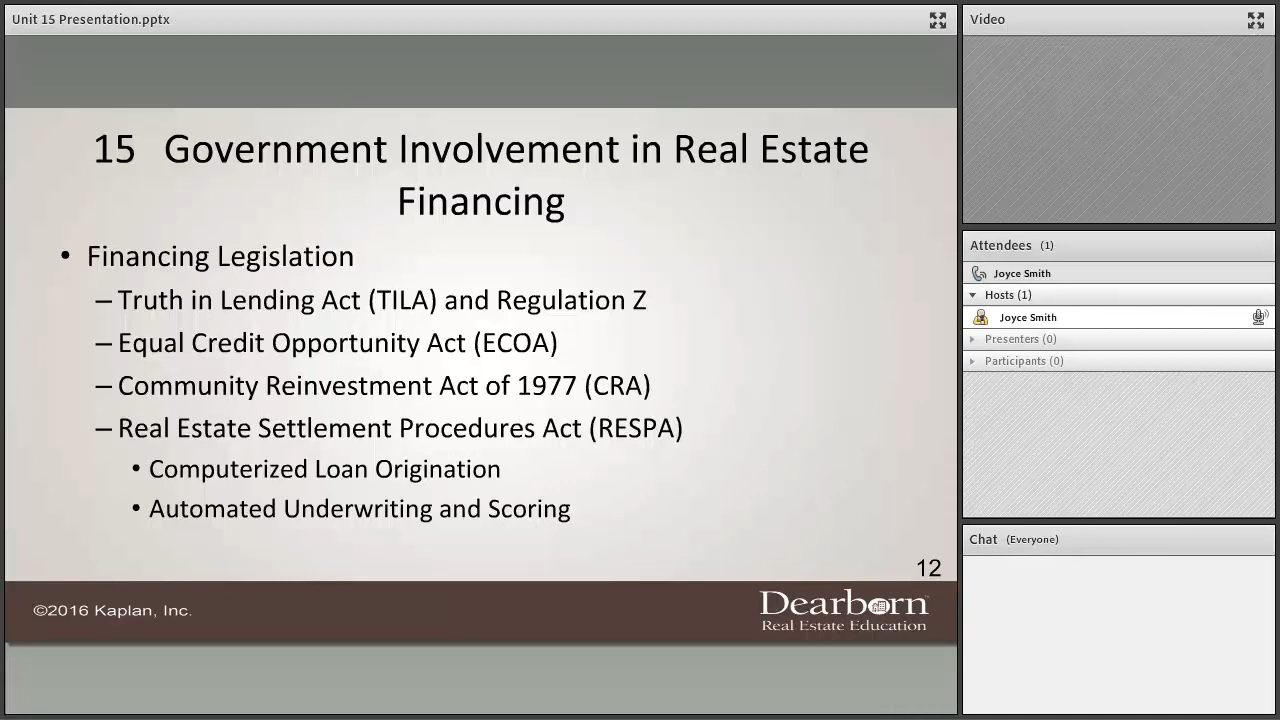 Unit 15 Presentation.pptx
15 Government Involvement in Real Estate
Financing
• Financing Legislation
– Truth in Lending Act (TILA) and Regulation Z
– Equal Credit Opportunity Act (ECOA)
– Community Reinvestment Act of 1977 (CRA)
– Real Estate Settlement Procedures Act (RESPA)
• Computerized Loan Origination
• Automated Underwriting and Scoring
12
©2016 Kaplan, Inc.
Dearborn™
Real Estate Education
Video
Attendees (1)
Joyce Smith
Hosts (1)
Joyce Smith
Presenters (0)
Participants (0)
Chat (Everyone)